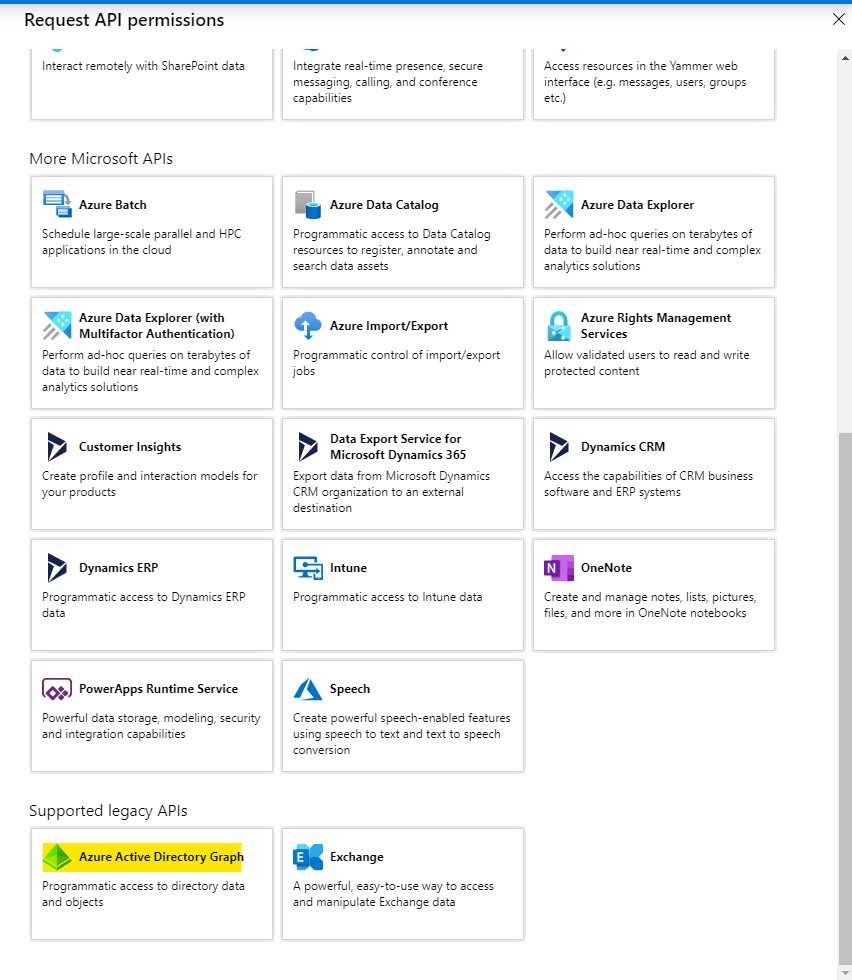 Request API permissions
Interact remotely with SharePoint data
Integrate real-time presence, secure
messaging, calling, and conference
capabilities
Access resources in the Yammer web
interface (e.g. messages, users, groups
etc.)
More Microsoft APIs
Azure Batch
Schedule large-scale parallel and HPC
applications in the cloud
Azure Data Catalog
Programmatic access to Data Catalog
resources to register, annotate and
search data assets
Azure Data Explorer
Perform ad-hoc queries on terabytes of
data to build near real-time and complex
analytics solutions
Azure Data Explorer (with
Multifactor Authentication)
Perform ad-hoc queries on terabytes of
data to build near real-time and complex
analytics solutions
Azure Import/Export
Programmatic control of import/export
jobs
Azure Rights Management
Services
Allow validated users to read and write
protected content
Customer Insights
Create profile and interaction models for
your products
Data Export Service for
Microsoft Dynamics 365
Export data from Microsoft Dynamics
CRM organization to an external
destination
Dynamics CRM
Access the capabilities of CRM business
software and ERP systems
Dynamics ERP
Programmatic access to Dynamics ERP
data
Intune
Programmatic access to Intune data
N OneNote
Create and manage notes, lists, pictures,
files, and more in OneNote notebooks
PowerApps Runtime Service
Powerful data storage, modeling, security
and integration capabilities
Speech
Create powerful speech-enabled features
using speech to text and text to speech
conversion
Supported legacy APIs
Azure Active Directory Graph
Programmatic access to directory data
and objects
E Exchange
A powerful, easy-to-use way to access
and manipulate Exchange data